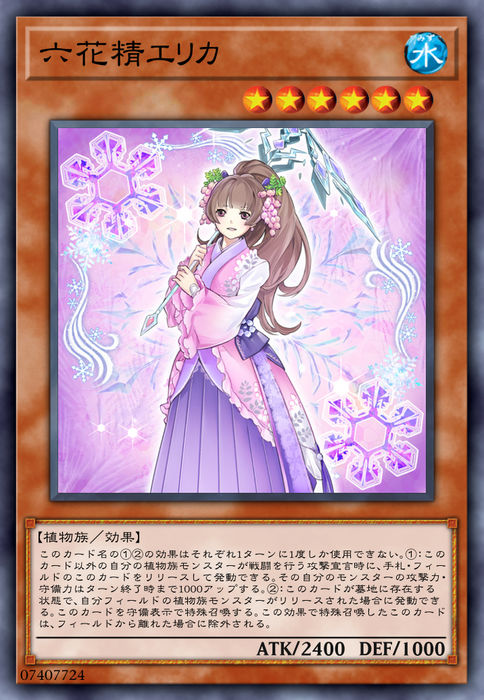 六花精エリカ
みず
水
【植物族/効果】
このカード名の①②の効果はそれぞれ1ターンに1度しか使用できない。①:この
カード以外の自分の植物族モンスターが戦闘を行う攻撃宣言時に、手札・フィ
ールドのこのカードをリリースして発動できる。その自分のモンスターの攻撃力・
守備力はターン終了時まで1000アップする。②:このカードが墓地に存在する
状態で、自分フィールドの植物族モンスターがリリースされた場合に発動でき
る。このカードを守備表示で特殊召喚する。この効果で特殊召喚したこのカード
は、フィールドから離れた場合に除外される。
ATK/2400 DEF/1000
07407724